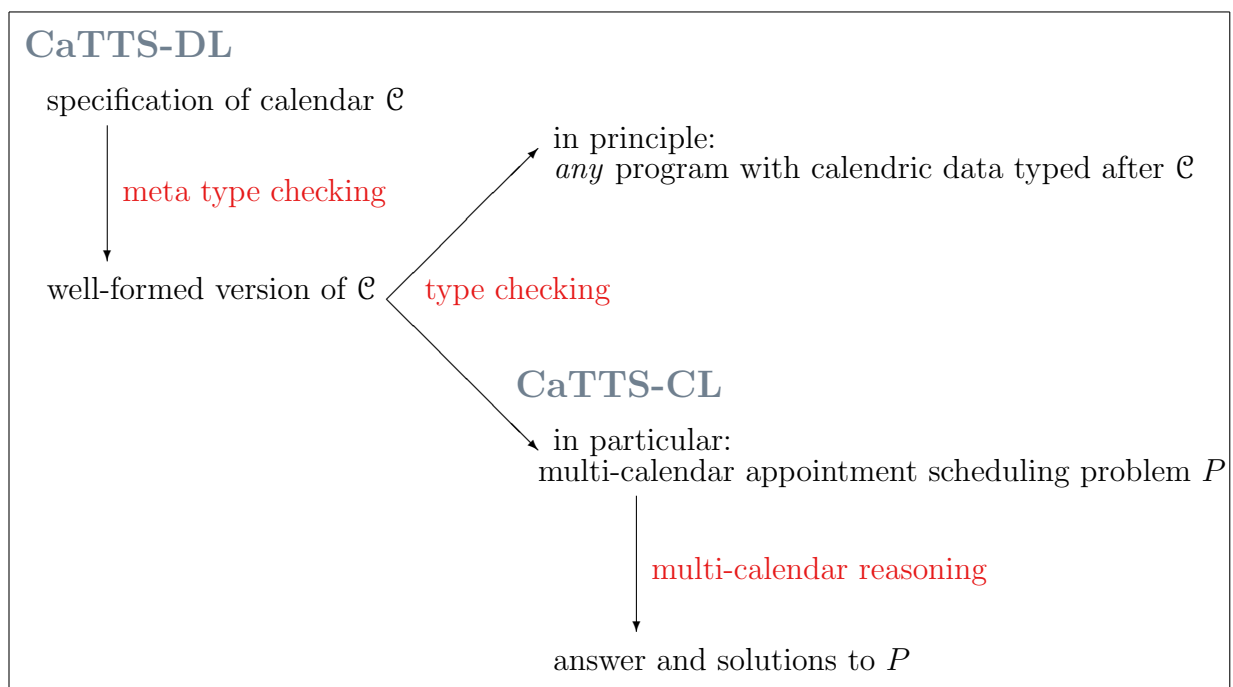 CaTTS-DL
specification of calendar 𝒞
in principle:
any program with calendric data typed after 𝒞
meta type checking
well-formed version of 𝒞
type checking
CaTTS-CL
in particular:
multi-calendar appointment scheduling problem P
multi-calendar reasoning
answer and solutions to P